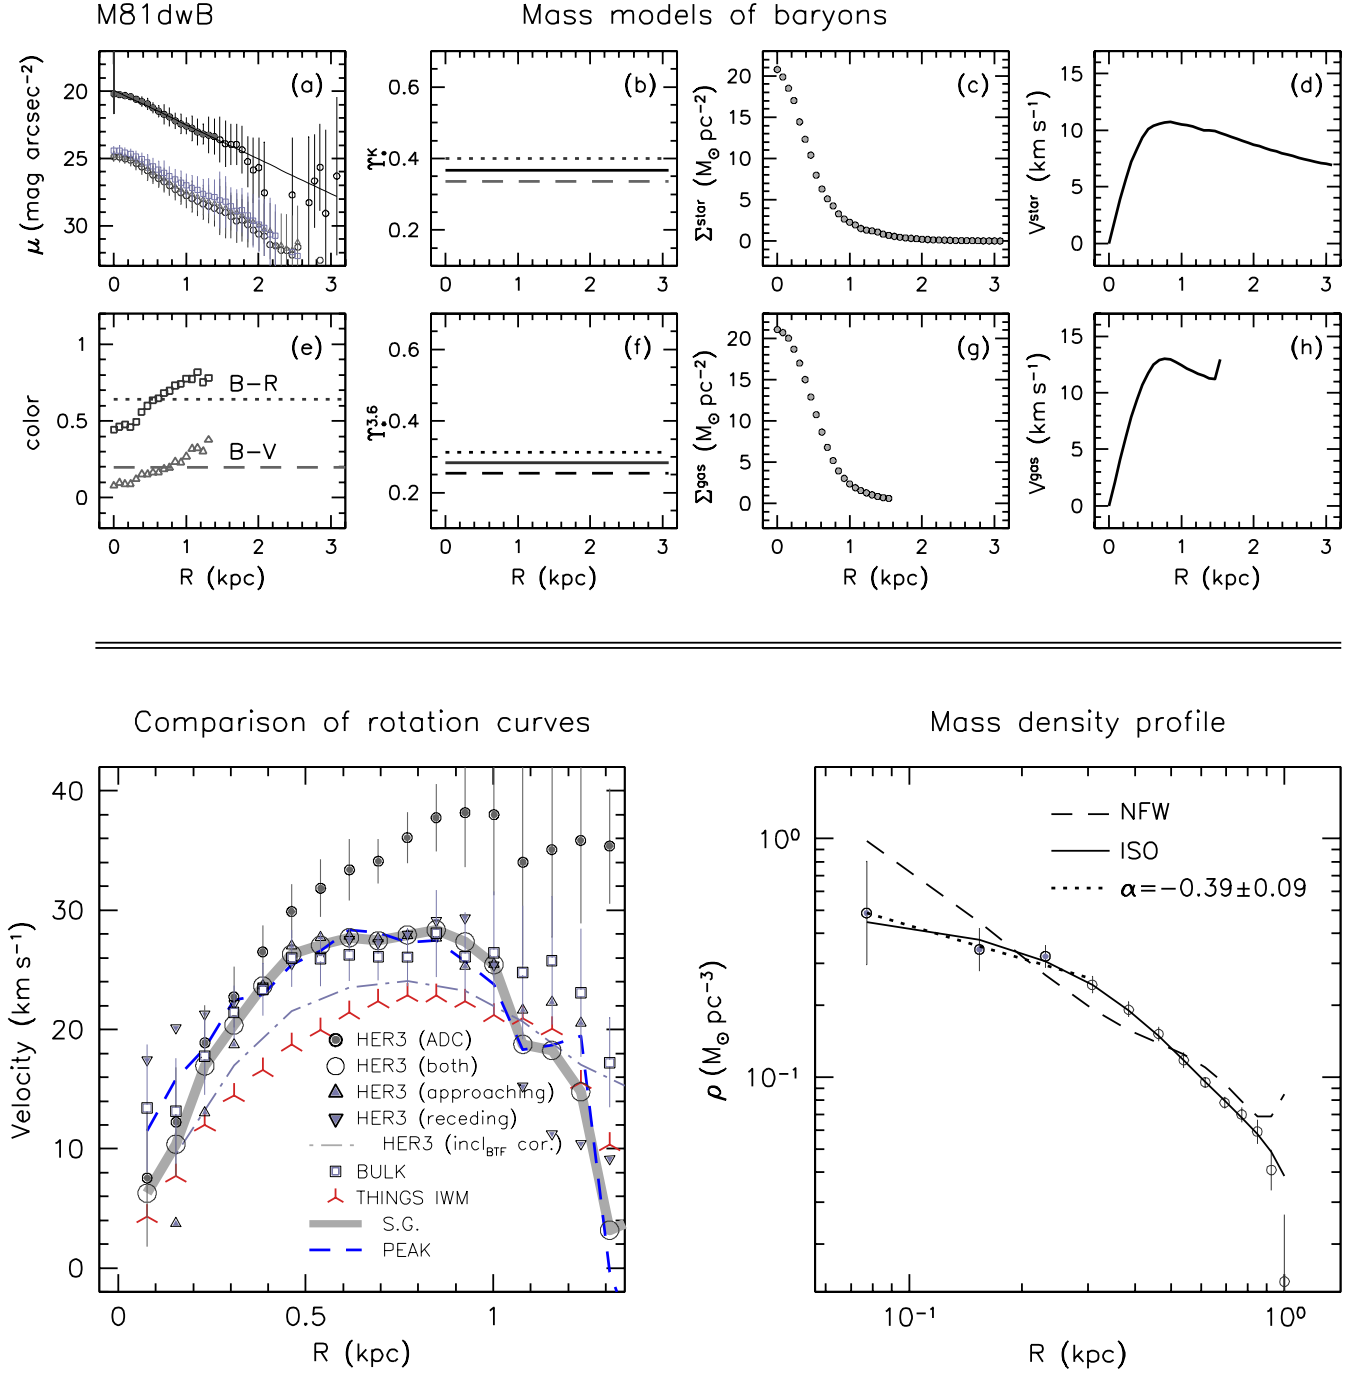 M81dwB Mass models of baryons
μ (mag arcsec⁻²) 20 25 30 (a)
0 1 2 3
ϒ⋆ᴷ 0.6 0.4 0.2 (b)
0 1 2 3
Σˢᵗᵃʳ (M⊙ pc⁻²) 20 15 10 5 0 (c)
0 1 2 3
Vˢᵗᵃʳ (km s⁻¹) 15 10 5 0 (d)
0 1 2 3
color 1 0.5 0 (e)
B−R
B−V
0 1 2 3
R (kpc)
ϒ⋆³·⁶ 0.6 0.4 0.2 (f)
0 1 2 3
R (kpc)
Σᵍᵃˢ (M⊙ pc⁻²) 20 15 10 5 0 (g)
0 1 2 3
R (kpc)
Vᵍᵃˢ (km s⁻¹) 15 10 5 0 (h)
0 1 2 3
R (kpc)
Comparison of rotation curves
Velocity (km s⁻¹)
40
30
20
10
0
HER3 (ADC)
HER3 (both)
HER3 (approaching)
HER3 (receding)
HER3 (incl_BTF cor.)
BULK
THINGS IWM
S.G.
PEAK
0 0.5 1
R (kpc)
Mass density profile
ρ (M⊙ pc⁻³)
10⁰
10⁻¹
NFW
ISO
α=−0.39±0.09
10⁻¹ 10⁰
R (kpc)